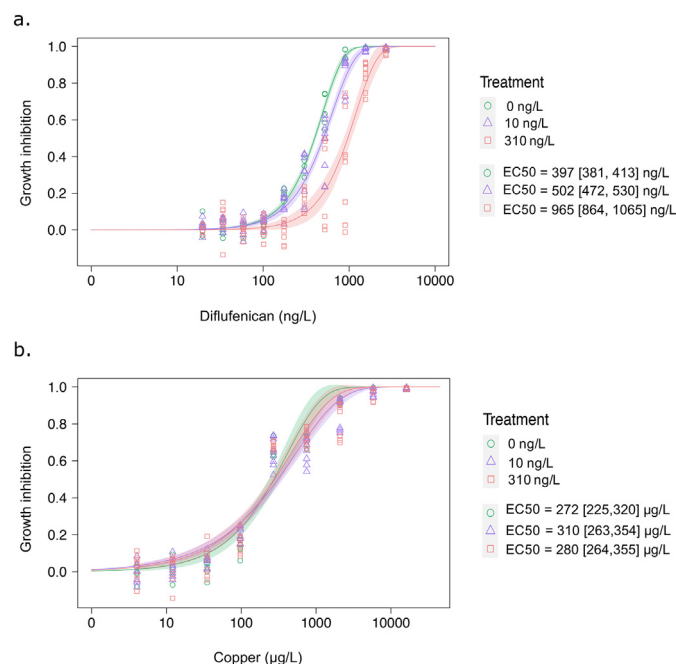 a.
1.0
0.8
0.6
0.4
0.2
0.0
Growth inhibition
0 10 100 1000 10000
Diflufenican (ng/L)
Treatment
0 ng/L
10 ng/L
310 ng/L
EC50 = 397 [381, 413] ng/L
EC50 = 502 [472, 530] ng/L
EC50 = 965 [864, 1065] ng/L
b.
1.0
0.8
0.6
0.4
0.2
0.0
Growth inhibition
0 10 100 1000 10000
Copper (µg/L)
Treatment
0 ng/L
10 ng/L
310 ng/L
EC50 = 272 [225,320] µg/L
EC50 = 310 [263,354] µg/L
EC50 = 280 [264,355] µg/L